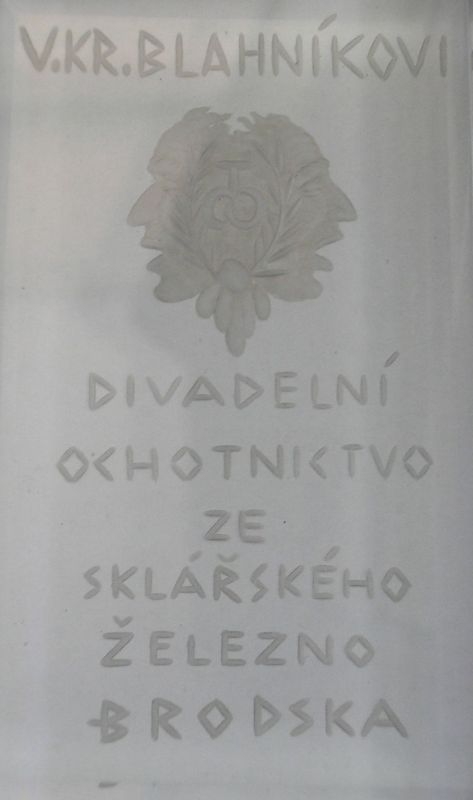 V.KR.BLAHNÍKOVI
DIVADELNÍ
OCHOTNICTVO
ZE
SKLÁŘSKÉHO
ŽELEZNO
BRODSKA